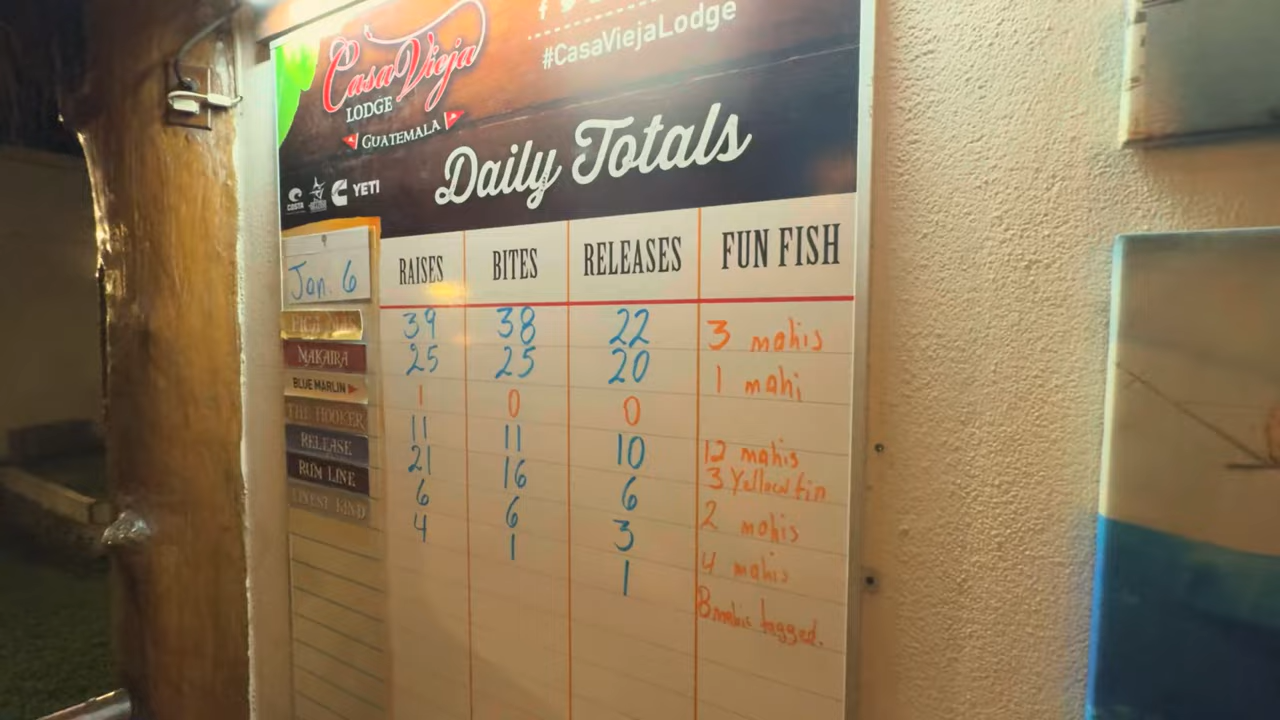 #CasaViejaLodge
Casa Vieja
LODGE
GUATEMALA
Daily Totals
COSTA
YETI
Jan. 6
RAISES BITES RELEASES FUN FISH
39 38 22 3 mahis
MAKAIRA 25 25 20 1 mahi
BLUE MARLIN 1 0 0
THE HOOKER 11 11 10 12 mahis
3 Yellowfin
RELEASE 21 16 6 2 mahis
RUM LINE 6 6 3 4 mahis
FINEST KIND 4 1 1 8 mahis tagged.